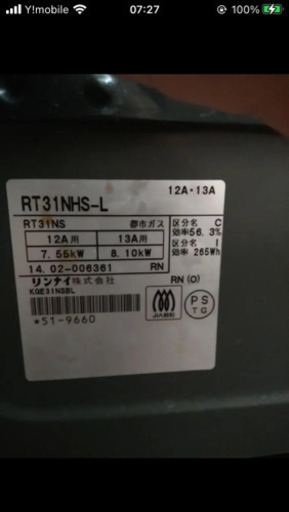 Y!mobile 07:27 100%
12A・13A
RT31NHS-L
RT31NS 都市ガス 区分名 C
12A用 13A用 効率56.3%
7.55kW 8.10kW 区分名 I
効率 265Wh
14.02-006361 RN
リンナイ株式会社 RN(O)
KGE31NSBL
JIA
PS
TG
*51-9660